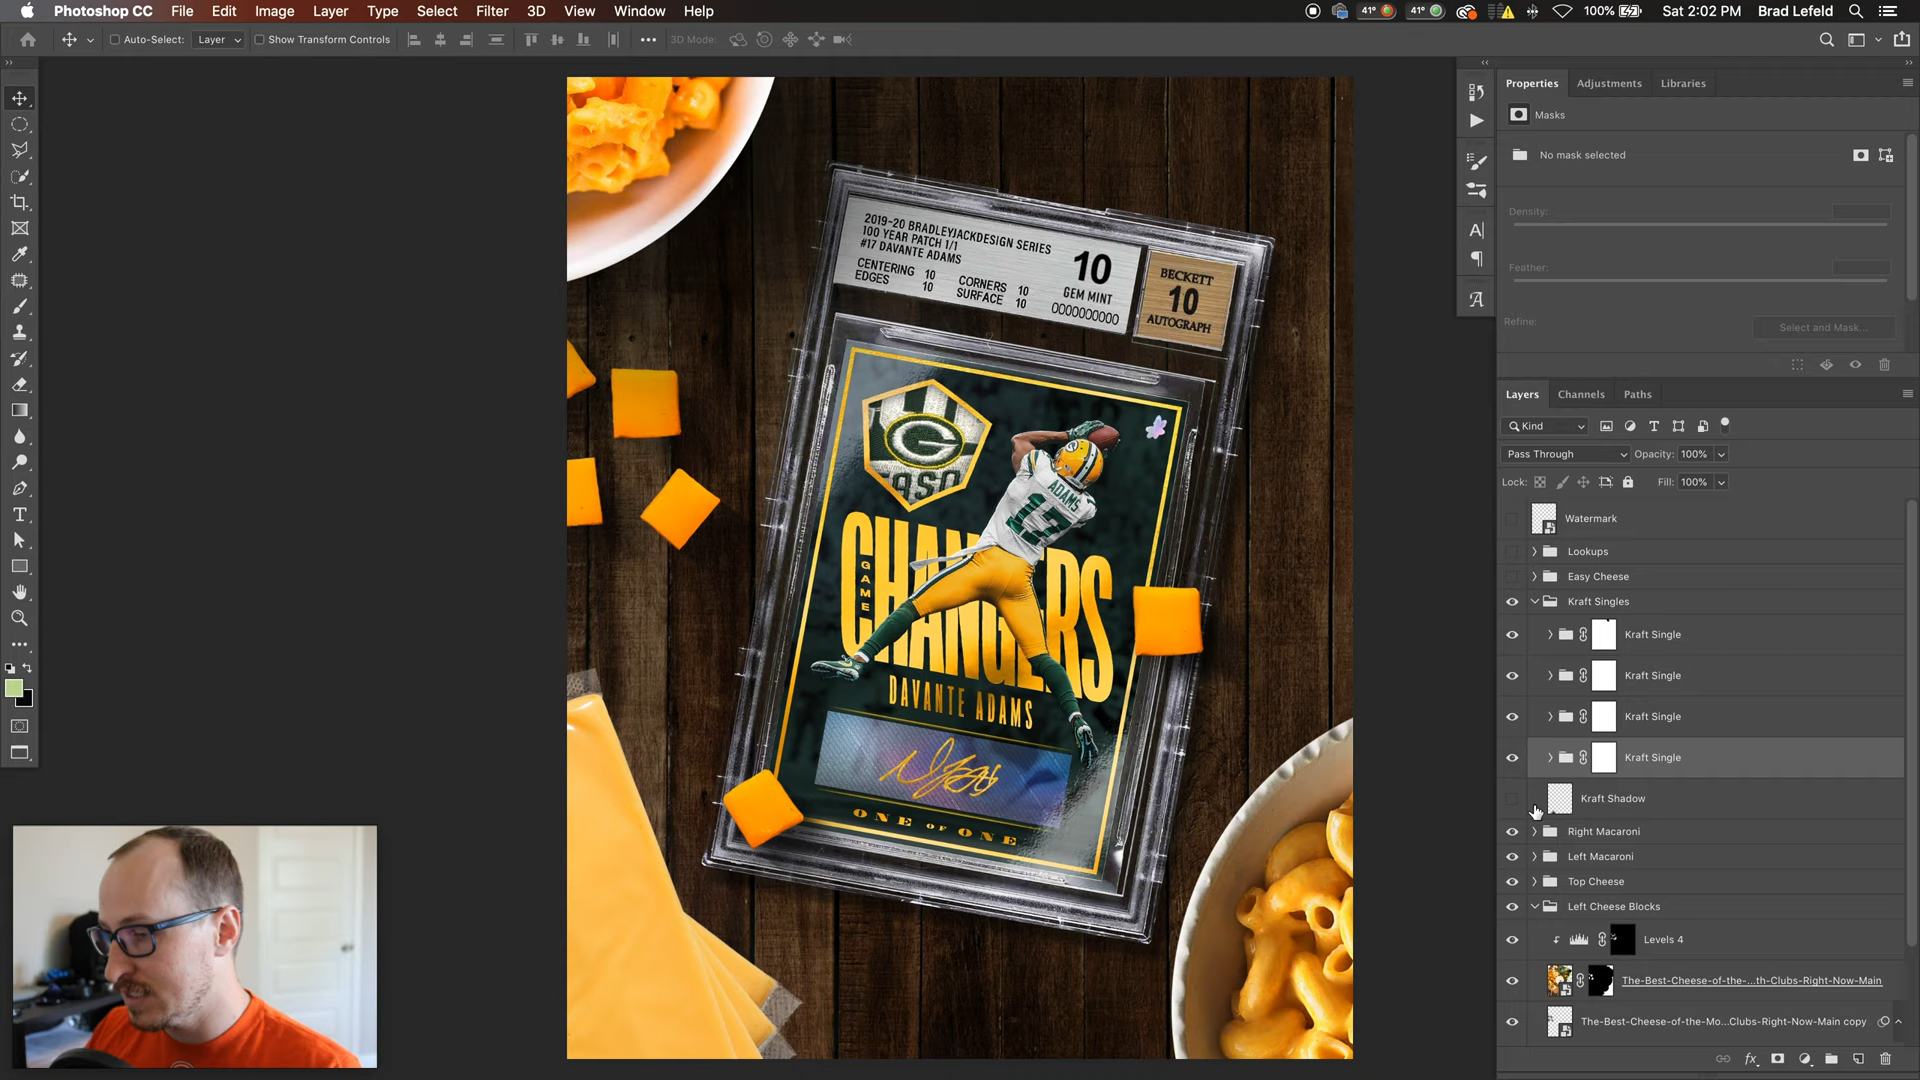 Photoshop CC File Edit Image Layer Type Select Filter 3D View Window Help
41° 41° 100% Sat 2:02 PM Brad Lefeld
Auto-Select: Layer Show Transform Controls 3D Mode:
Properties Adjustments Libraries
Masks
No mask selected
Density:
Feather:
Refine: Select and Mask...
Layers Channels Paths
Kind
Pass Through Opacity: 100%
Lock: Fill: 100%
Watermark
Lookups
Easy Cheese
Kraft Singles
Kraft Single
Kraft Single
Kraft Single
Kraft Single
Kraft Shadow
Right Macaroni
Left Macaroni
Top Cheese
Left Cheese Blocks
Levels 4
The-Best-Cheese-of-the-...th-Clubs-Right-Now-Main
The-Best-Cheese-of-the-Mo...Clubs-Right-Now-Main copy
2019-20 BRADLEYJACKDESIGN SERIES
100 YEAR PATCH 1/1
#17 DAVANTE ADAMS
CENTERING 10 CORNERS 10
EDGES 10 SURFACE 10
10
GEM MINT
0000000000
BECKETT
10
AUTOGRAPH
G
ASO
ADAMS
17
GAME
CHANGERS
DAVANTE ADAMS
ONE OF ONE